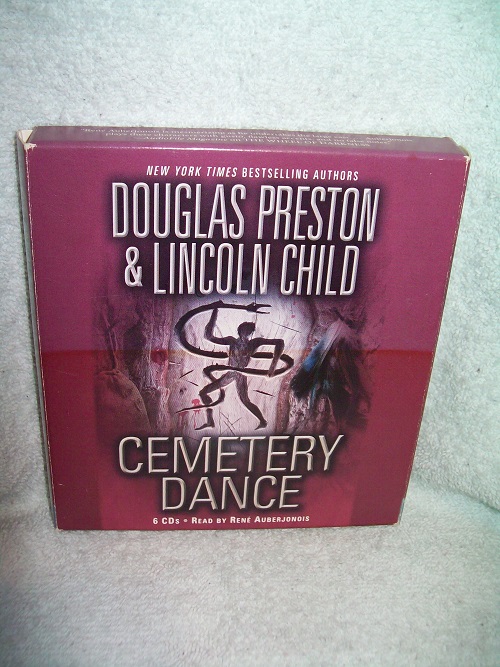 NEW YORK TIMES BESTSELLING AUTHORS
DOUGLAS PRESTON
& LINCOLN CHILD
CEMETERY
DANCE
6 CDs • READ BY RENÉ AUBERJONOIS